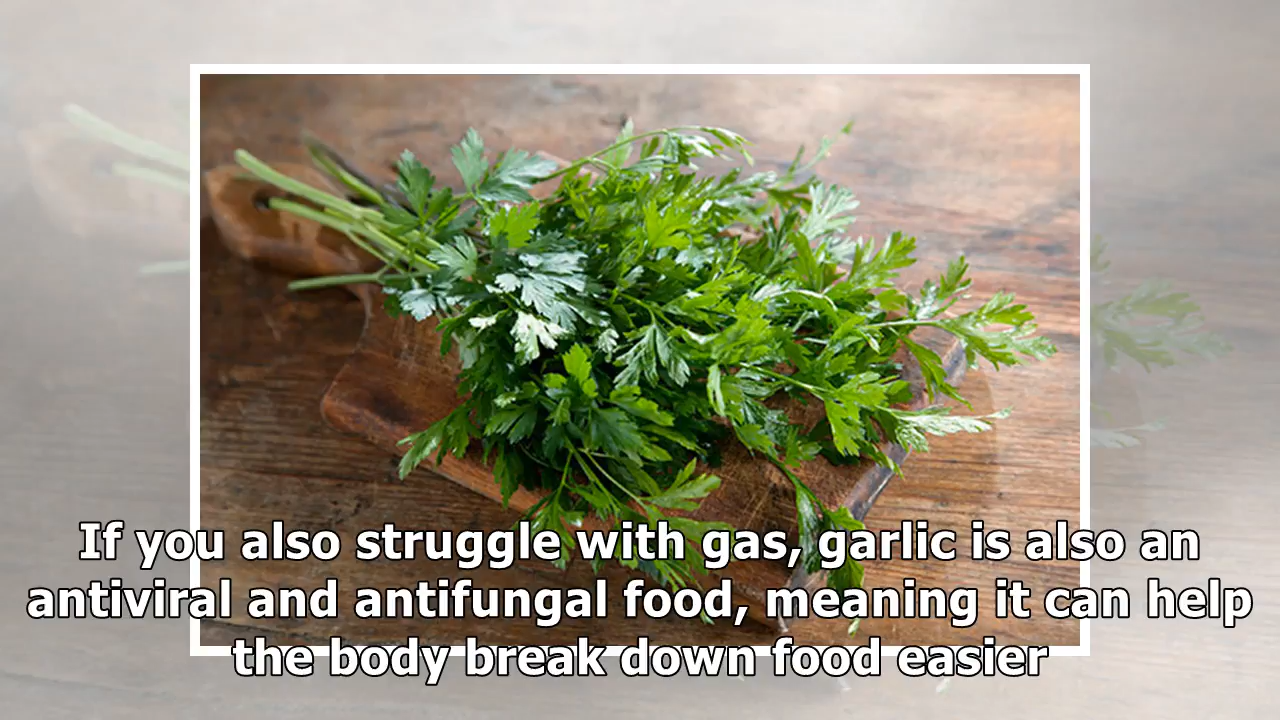 If you also struggle with gas, garlic is also an
antiviral and antifungal food, meaning it can help
the body break down food easier